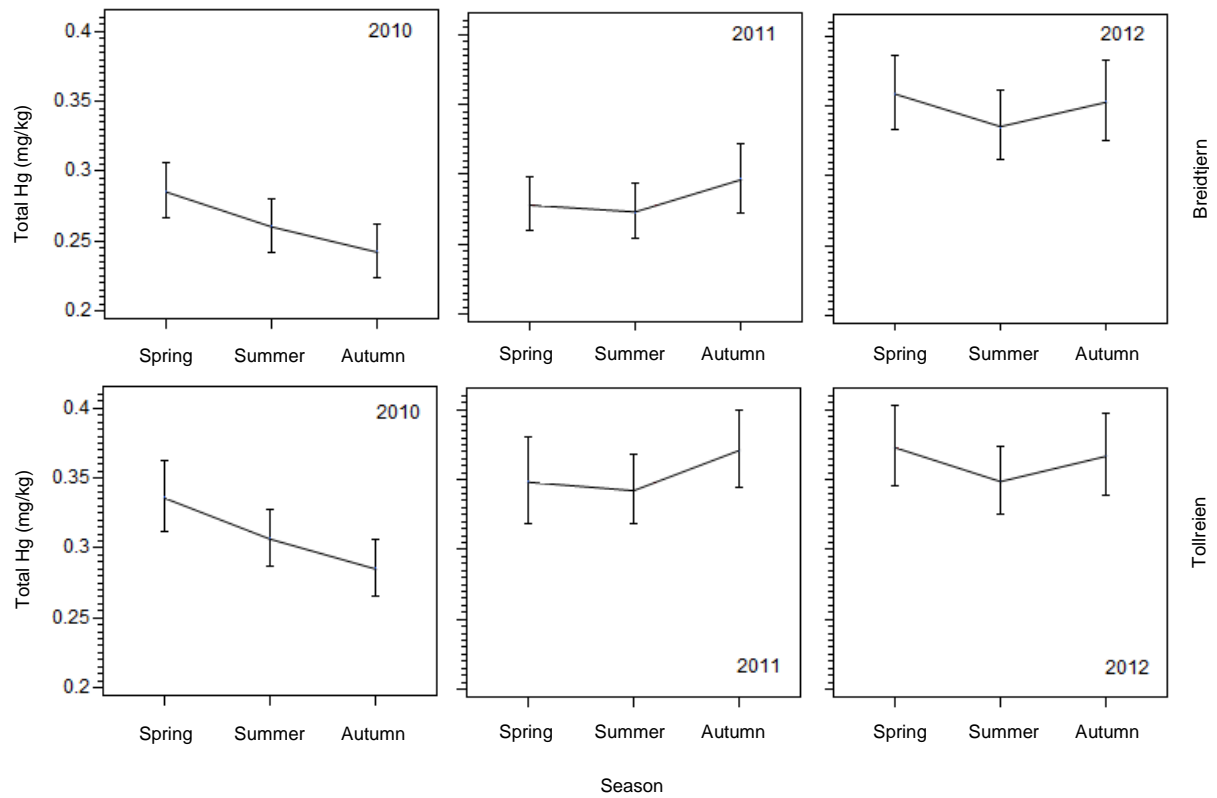 2010
2011
2012
0.4
0.35
0.3
0.25
0.2
Total Hg (mg/kg)
Breidtjern
Spring Summer Autumn
Spring Summer Autumn
Spring Summer Autumn
2010
2011
2012
0.4
0.35
0.3
0.25
0.2
Total Hg (mg/kg)
Tollreien
Spring Summer Autumn
Spring Summer Autumn
Spring Summer Autumn
Season